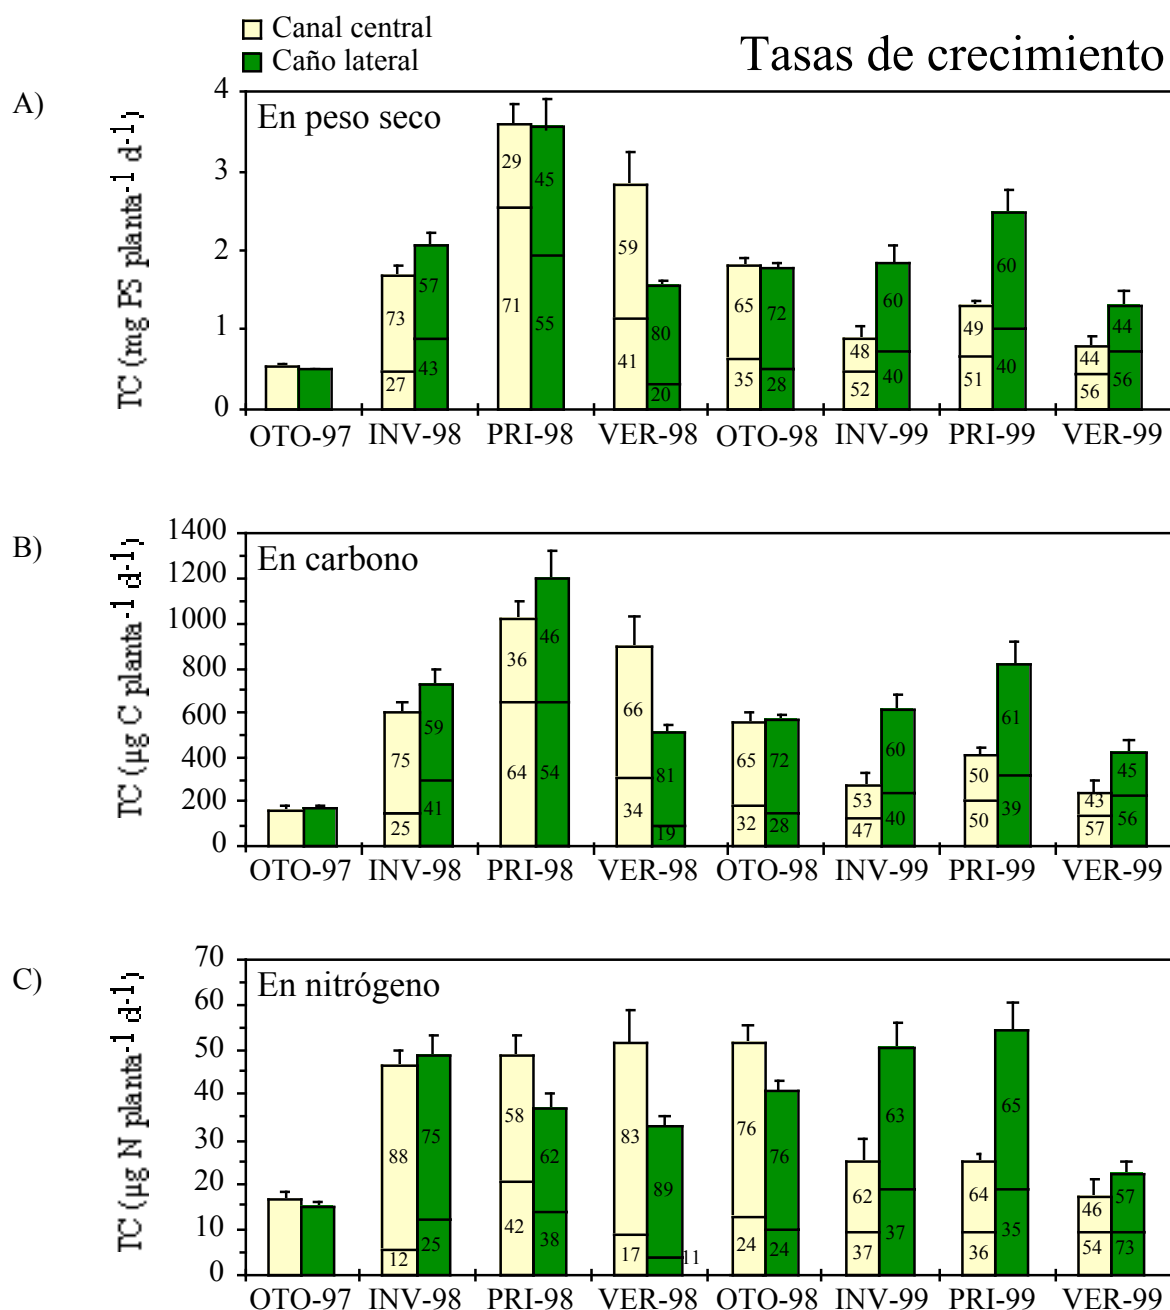 Canal central
Caño lateral
Tasas de crecimiento
A)
En peso seco
TC (mg PS planta-1 d-1)
4
3
2
1
0
73 27 57 43
29 71 45 55
59 41 80 20
65 35 72 28
48 52 60 40
49 51 60 40
44 56 44 56
OTO-97 INV-98 PRI-98 VER-98 OTO-98 INV-99 PRI-99 VER-99
B)
En carbono
TC (µg C planta-1 d-1)
1400
1200
1000
800
600
400
200
0
75 25 59 41
36 64 46 54
66 34 81 19
65 32 72 28
53 47 60 40
50 50 61 39
43 57 45 56
OTO-97 INV-98 PRI-98 VER-98 OTO-98 INV-99 PRI-99 VER-99
C)
En nitrógeno
TC (µg N planta-1 d-1)
70
60
50
40
30
20
10
0
88 12 75 25
58 42 62 38
83 17 89 11
76 24 76 24
62 37 63 37
64 36 65 35
46 54 57 73
OTO-97 INV-98 PRI-98 VER-98 OTO-98 INV-99 PRI-99 VER-99